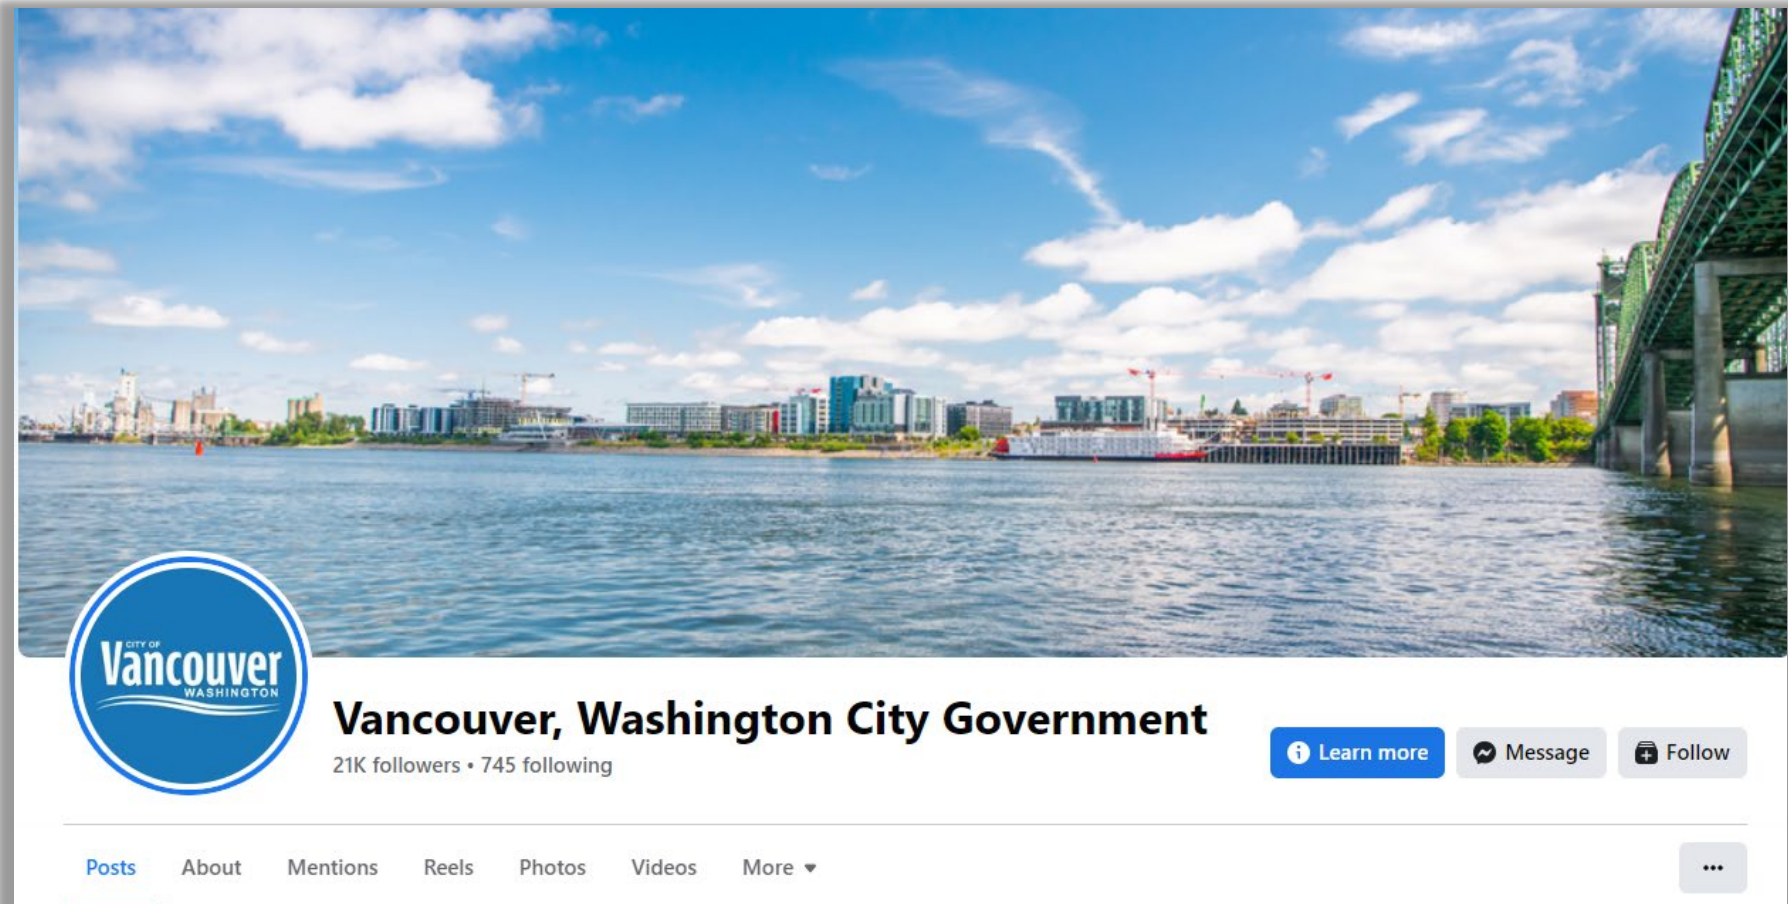 CITY OF
Vancouver
WASHINGTON
Vancouver, Washington City Government
21K followers • 745 following
Learn more
Message
Follow
Posts
About
Mentions
Reels
Photos
Videos
More